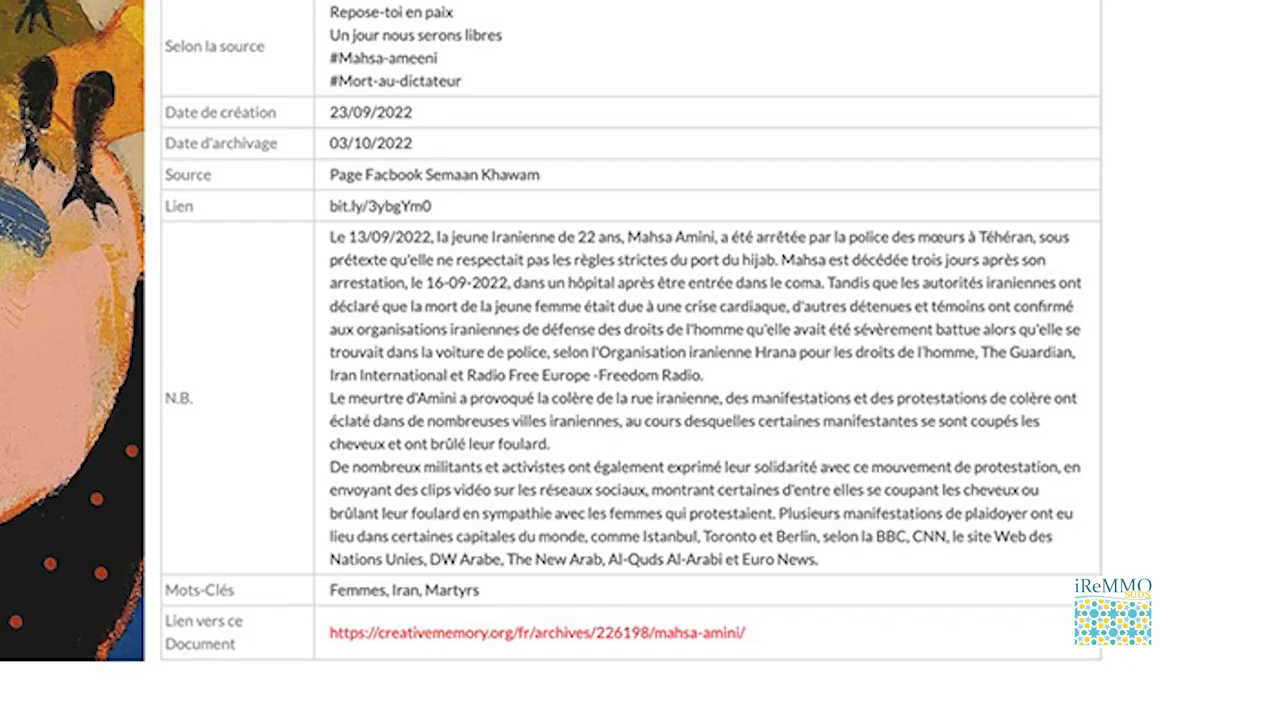 Repose-toi en paix
Un jour nous serons libres
Selon la source
#Mahsa-ameeni
#Mort-au-dictateur
Date de création
23/09/2022
Date d'archivage
03/10/2022
Source
Page Facbook Semaan Khawam
Lien
bit.ly/3ybgYm0
Le 13/09/2022, la jeune Iranienne de 22 ans, Mahsa Amini, a été arrêtée par la police des mœurs à Téhéran, sous
prétexte qu'elle ne respectait pas les règles strictes du port du hijab. Mahsa est décédée trois jours après son
arrestation, le 16-09-2022, dans un hôpital après être entrée dans le coma. Tandis que les autorités iraniennes ont
déclaré que la mort de la jeune femme était due à une crise cardiaque, d'autres détenues et témoins ont confirmé
aux organisations iraniennes de défense des droits de l'homme qu'elle avait été sévèrement battue alors qu'elle se
trouvait dans la voiture de police, selon l'Organisation iranienne Hrana pour les droits de l'homme, The Guardian,
Iran International et Radio Free Europe -Freedom Radio.
N.B.
Le meurtre d'Amini a provoqué la colère de la rue iranienne, des manifestations et des protestations de colère ont
éclaté dans de nombreuses villes iraniennes, au cours desquelles certaines manifestantes se sont coupés les
cheveux et ont brûlé leur foulard.
De nombreux militants et activistes ont également exprimé leur solidarité avec ce mouvement de protestation, en
envoyant des clips vidéo sur les réseaux sociaux, montrant certaines d'entre elles se coupant les cheveux ou
brûlant leur foulard en sympathie avec les femmes qui protestaient. Plusieurs manifestations de plaidoyer ont eu
lieu dans certaines capitales du monde, comme Istanbul, Toronto et Berlin, selon la BBC, CNN, le site Web des
Nations Unies, DW Arabe, The New Arab, Al-Quds Al-Arabi et Euro News.
Mots-Clés
Femmes, Iran, Martyrs
Lien vers ce
Document
https://creativememory.org/fr/archives/226198/mahsa-amini/
iReMMO
SUDS